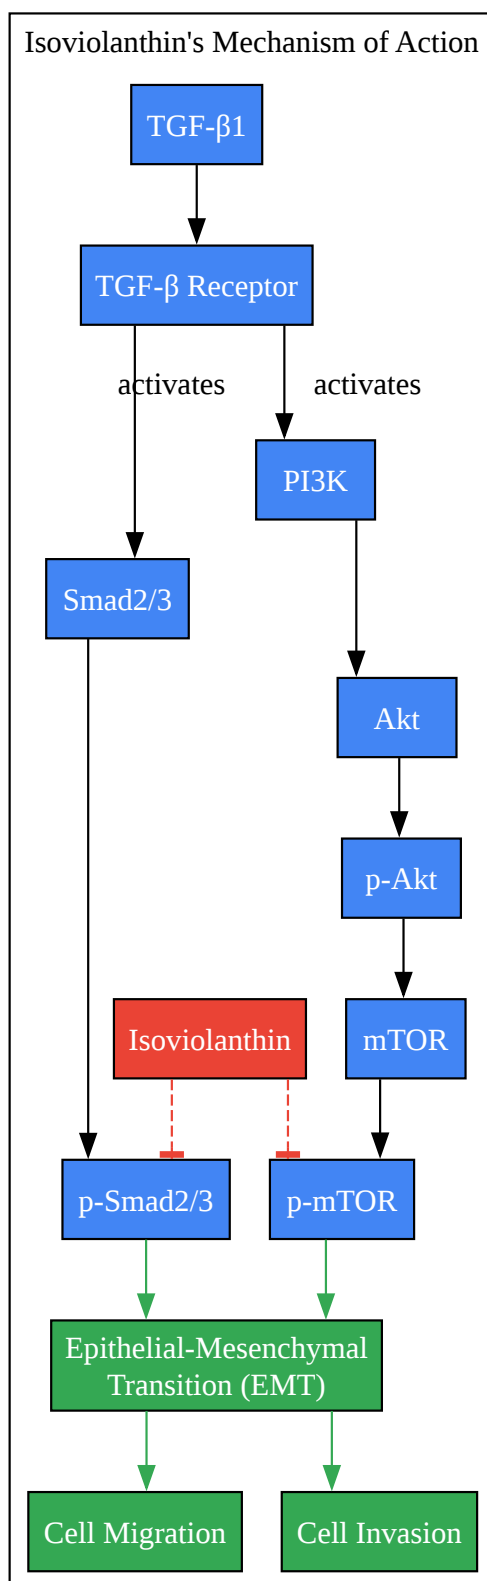 Isoviolanthin's Mechanism of Action
TGF-β1
TGF-β Receptor
activates
activates
PI3K
Smad2/3
Akt
p-Akt
Isoviolanthin
mTOR
p-Smad2/3
p-mTOR
Epithelial-Mesenchymal
Transition (EMT)
Cell Migration
Cell Invasion